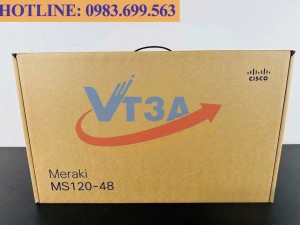 HOTLINE: 0983.699.563
CISCO
VT3A
Meraki
MS120-48